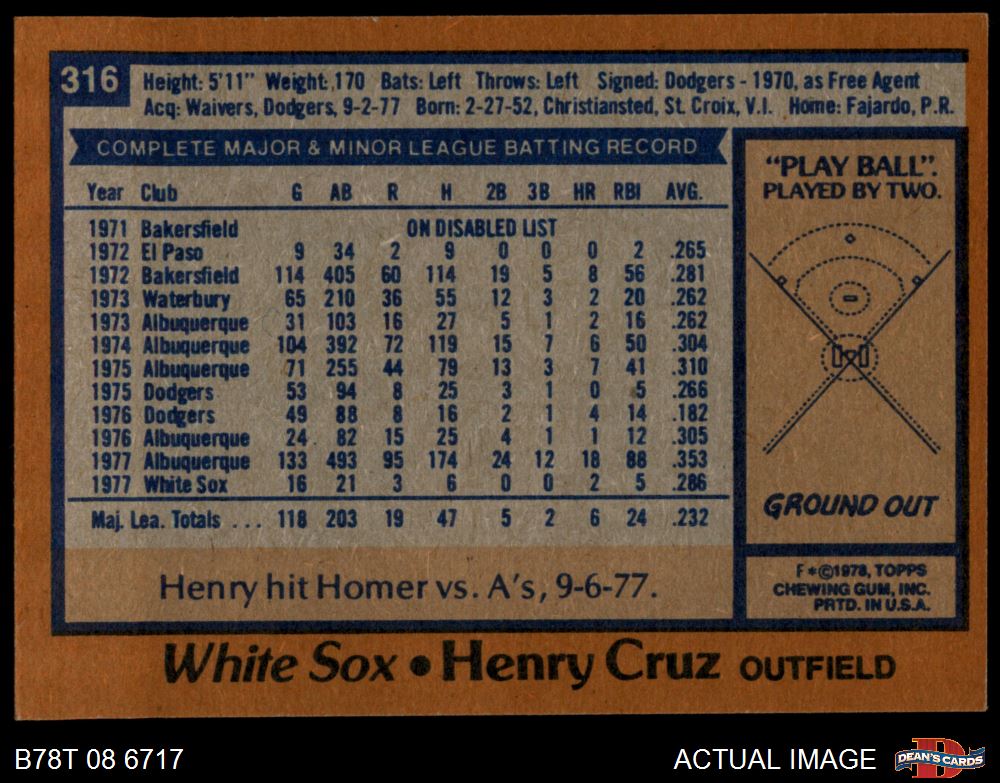 316
Height: 5'11" Weight: 170 Bats: Left Throws: Left Signed: Dodgers - 1970, as Free Agent
Acq: Waivers, Dodgers, 9-2-77 Born: 2-27-52, Christiansted, St. Croix, V.I. Home: Fajardo, P.R.
COMPLETE MAJOR & MINOR LEAGUE BATTING RECORD
Year Club G AB R H 2B 3B HR RBI AVG.
1971 Bakersfield ON DISABLED LIST
1972 El Paso 9 34 2 9 0 0 0 2 .265
1972 Bakersfield 114 405 60 114 19 5 8 56 .281
1973 Waterbury 65 210 36 55 12 3 2 20 .262
1973 Albuquerque 31 103 16 27 5 1 2 16 .262
1974 Albuquerque 104 392 72 119 15 7 6 50 .304
1975 Albuquerque 71 255 44 79 13 3 7 41 .310
1975 Dodgers 53 94 8 25 3 1 0 5 .266
1976 Dodgers 49 88 8 16 2 1 4 14 .182
1976 Albuquerque 24 82 15 25 4 1 1 12 .305
1977 Albuquerque 133 493 95 174 24 12 18 88 .353
1977 White Sox 16 21 3 6 0 0 2 5 .286
Maj. Lea. Totals ... 118 203 19 47 5 2 6 24 .232
Henry hit Homer vs. A's, 9-6-77.
"PLAY BALL".
PLAYED BY TWO.
GROUND OUT
F *©1978, TOPPS
CHEWING GUM, INC.
PRTD. IN U.S.A.
White Sox • Henry Cruz OUTFIELD
B78T 08 6717
ACTUAL IMAGE
D
DEAN'S CARDS